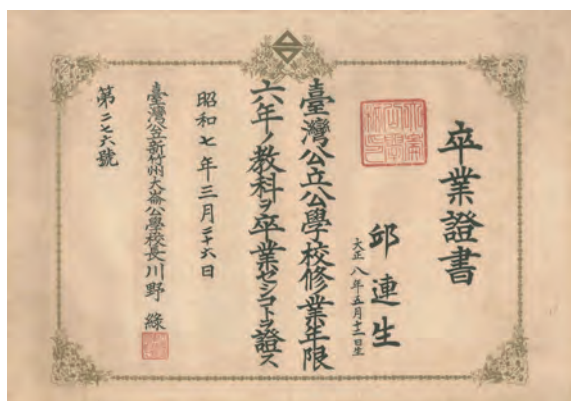 卒業證書
邱連生
大正八年五月十二日生
臺灣公立公學校修業年限
六年ノ教科ヲ卒業セシコトヲ證ス
昭和七年三月二十六日
臺灣公立新竹州大崙公學校長川野緑
第二七六號